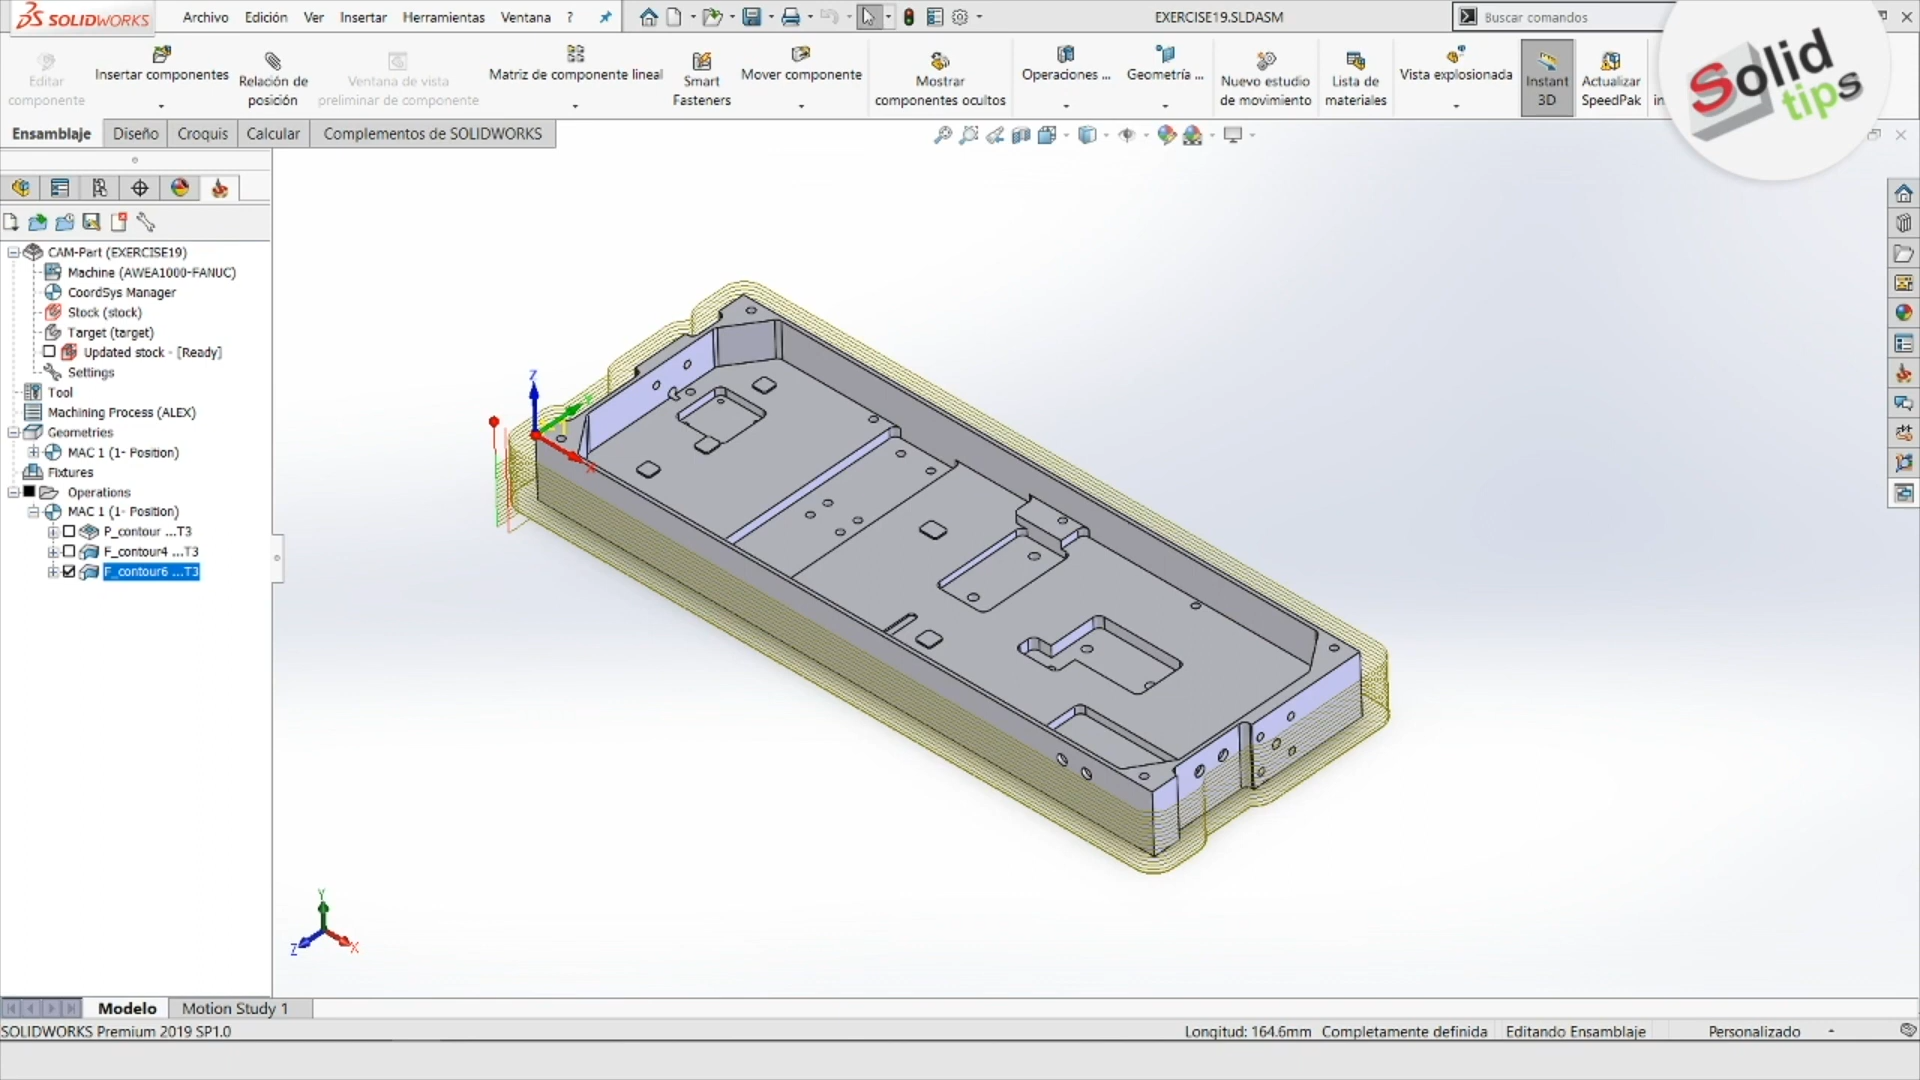 SOLIDWORKS
Archivo Edición Ver Insertar Herramientas Ventana ?
EXERCISE19.SLDASM
Buscar comandos
Editar componente
Insertar componentes
Relación de posición
Ventana de vista preliminar de componente
Matriz de componente lineal
Smart Fasteners
Mover componente
Mostrar componentes ocultos
Operaciones ...
Geometría ...
Nuevo estudio de movimiento
Lista de materiales
Vista explosionada
Instant 3D
Actualizar SpeedPak
in
Solid
tips
Ensamblaje Diseño Croquis Calcular Complementos de SOLIDWORKS
CAM-Part (EXERCISE19)
Machine (AWEA1000-FANUC)
CoordSys Manager
Stock (stock)
Target (target)
Updated stock - [Ready]
Settings
Tool
Machining Process (ALEX)
Geometries
MAC 1 (1- Position)
Fixtures
Operations
MAC 1 (1- Position)
P_contour ...T3
F_contour4 ...T3
F_contour6 ...T3
Z
X
Y
Z
X
Modelo Motion Study 1
SOLIDWORKS Premium 2019 SP1.0
Longitud: 164.6mm Completamente definida Editando Ensamblaje Personalizado